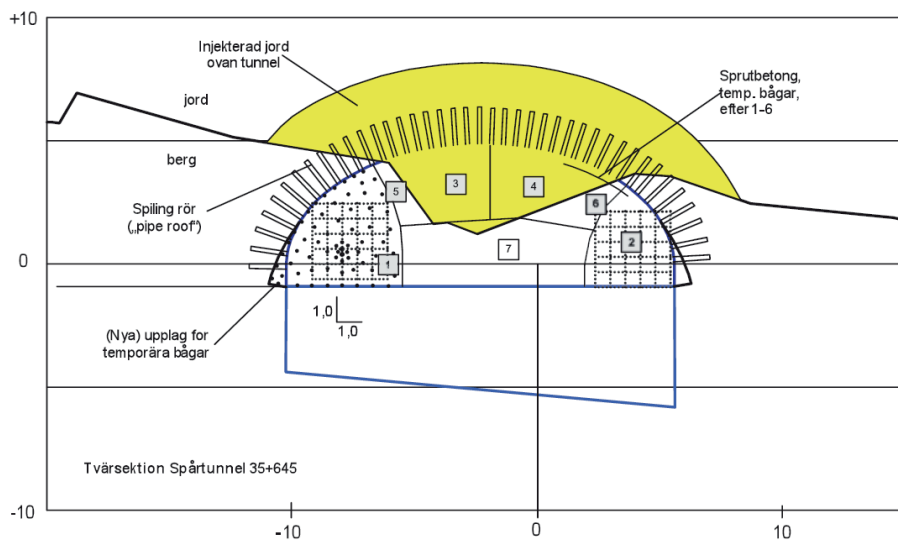 +10
Injekterad jord
ovan tunnel
Sprutbetong,
temp. bågar,
efter 1-6
jord
berg
5
3
4
Spiling rör
(„pipe roof”)
6
7
2
0
1
1,0
1,0
(Nya) upplag for
temporära bågar
Tvärsektion Spårtunnel 35+645
-10
-10
0
10